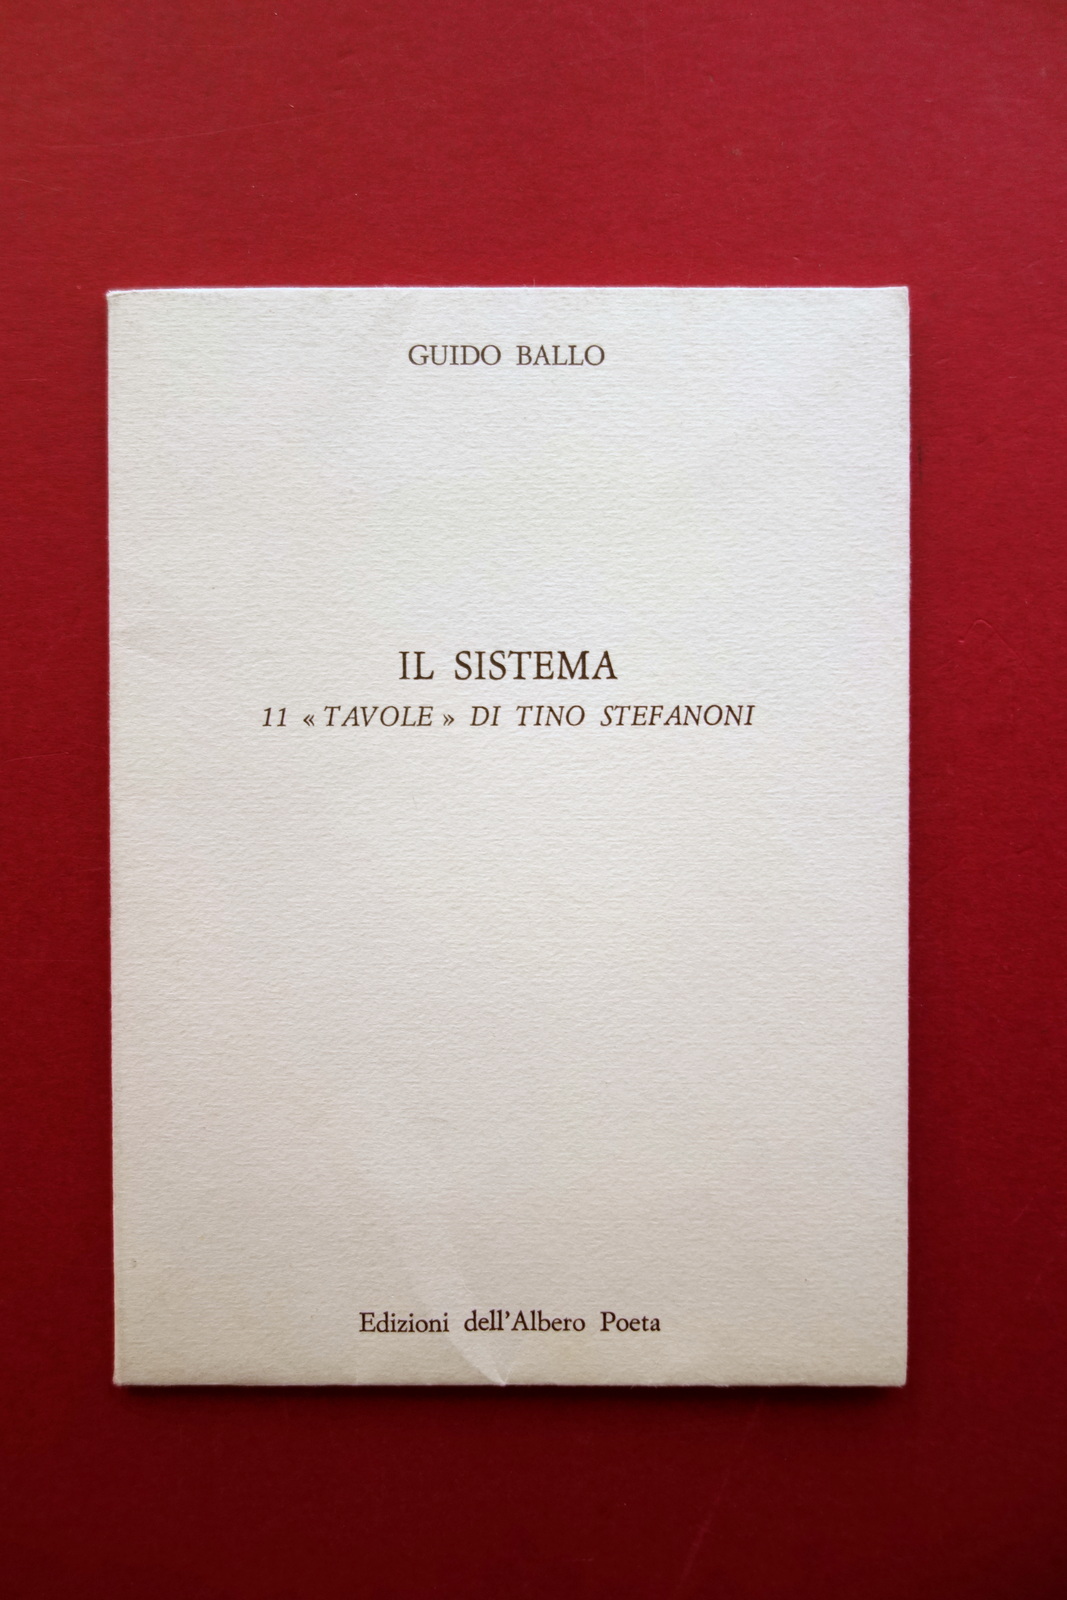 GUIDO BALLO
IL SISTEMA
11 « TAVOLE » DI TINO STEFANONI
Edizioni dell'Albero Poeta